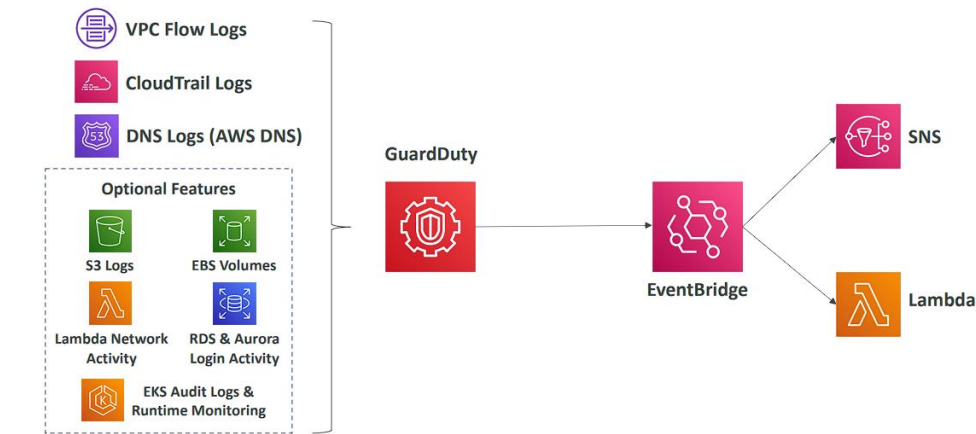 VPC Flow Logs
CloudTrail Logs
53
DNS Logs (AWS DNS)
Optional Features
S3 Logs
EBS Volumes
Lambda Network
Activity
RDS & Aurora
Login Activity
K
EKS Audit Logs &
Runtime Monitoring
GuardDuty
EventBridge
SNS
Lambda